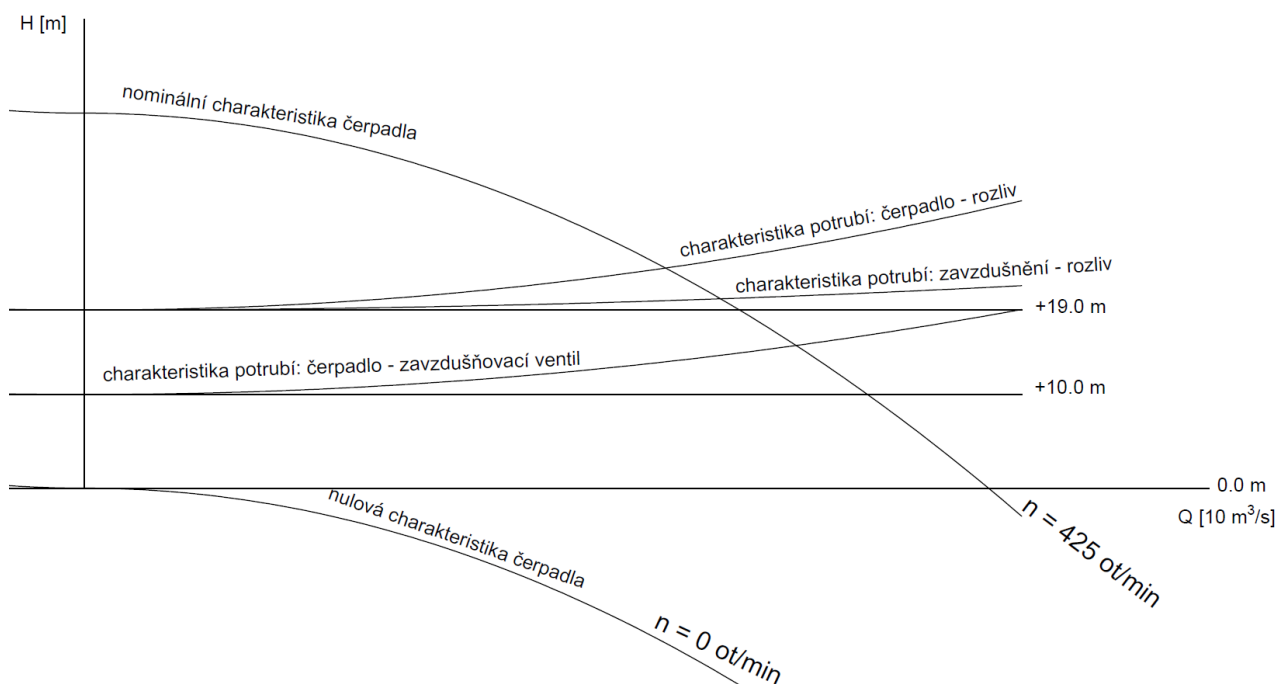 H [m]
nominální charakteristika čerpadla
charakteristika potrubí: čerpadlo - rozliv
charakteristika potrubí: zavzdušnění - rozliv
+19.0 m
charakteristika potrubí: čerpadlo - zavzdušňovací ventil
+10.0 m
0.0 m
Q [10 m³/s]
nulová charakteristika čerpadla
n = 425 ot/min
n = 0 ot/min